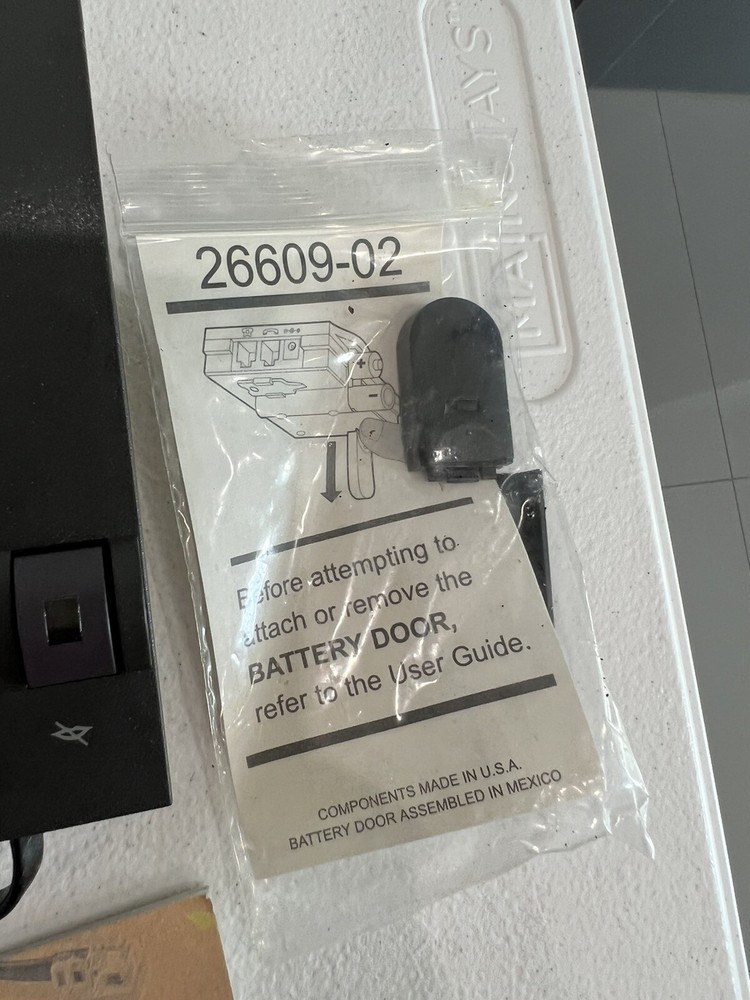 26609-02
Before attempting to
attach or remove the
BATTERY DOOR,
refer to the User Guide.
COMPONENTS MADE IN U.S.A.
BATTERY DOOR ASSEMBLED IN MEXICO
MAINSTAYS™